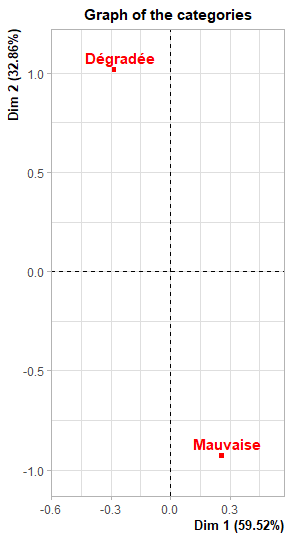 Graph of the categories
Dim 2 (32.86%)
Dégradée
1.0
0.5
0.0
-0.5
Mauvaise
-1.0
-0.6 -0.3 0.0 0.3
Dim 1 (59.52%)